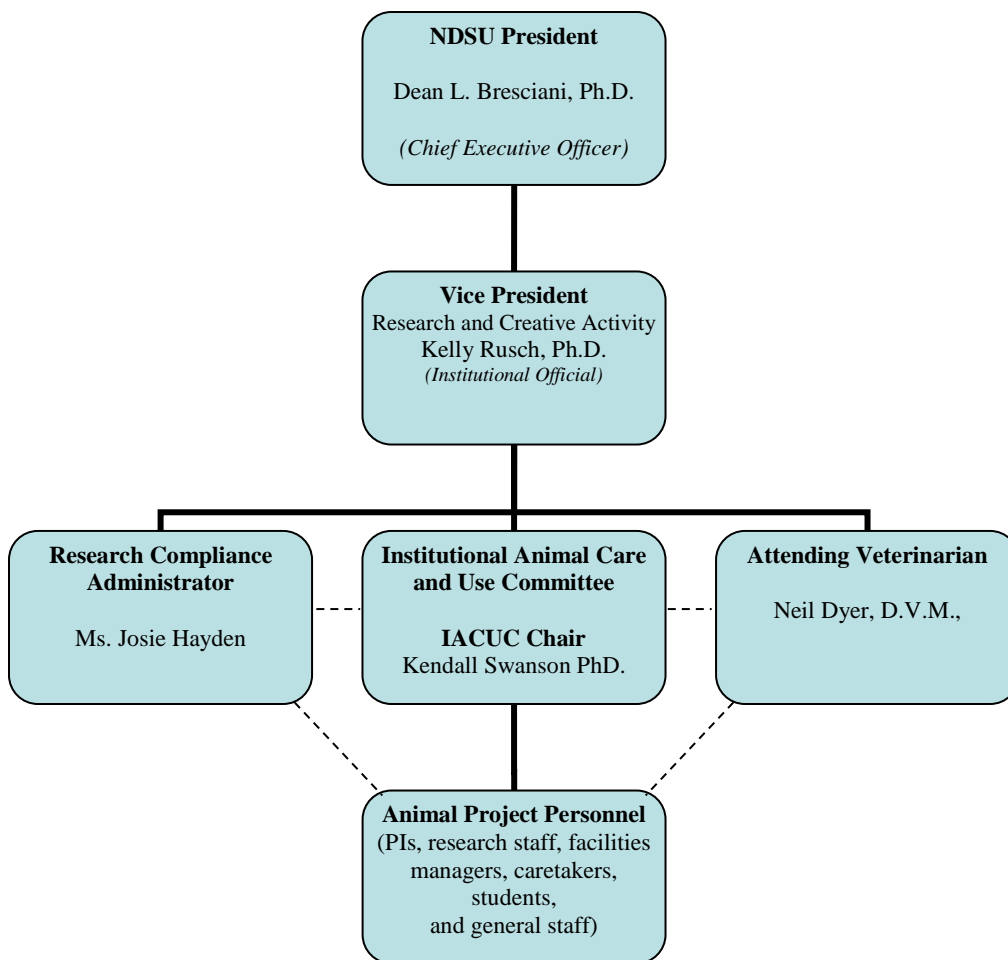 NDSU President
Dean L. Bresciani, Ph.D.
(Chief Executive Officer)
Vice President
Research and Creative Activity
Kelly Rusch, Ph.D.
(Institutional Official)
Research Compliance
Administrator
Ms. Josie Hayden
Institutional Animal Care
and Use Committee
IACUC Chair
Kendall Swanson PhD.
Attending Veterinarian
Neil Dyer, D.V.M.,
Animal Project Personnel
(PIs, research staff, facilities
managers, caretakers,
students,
and general staff)